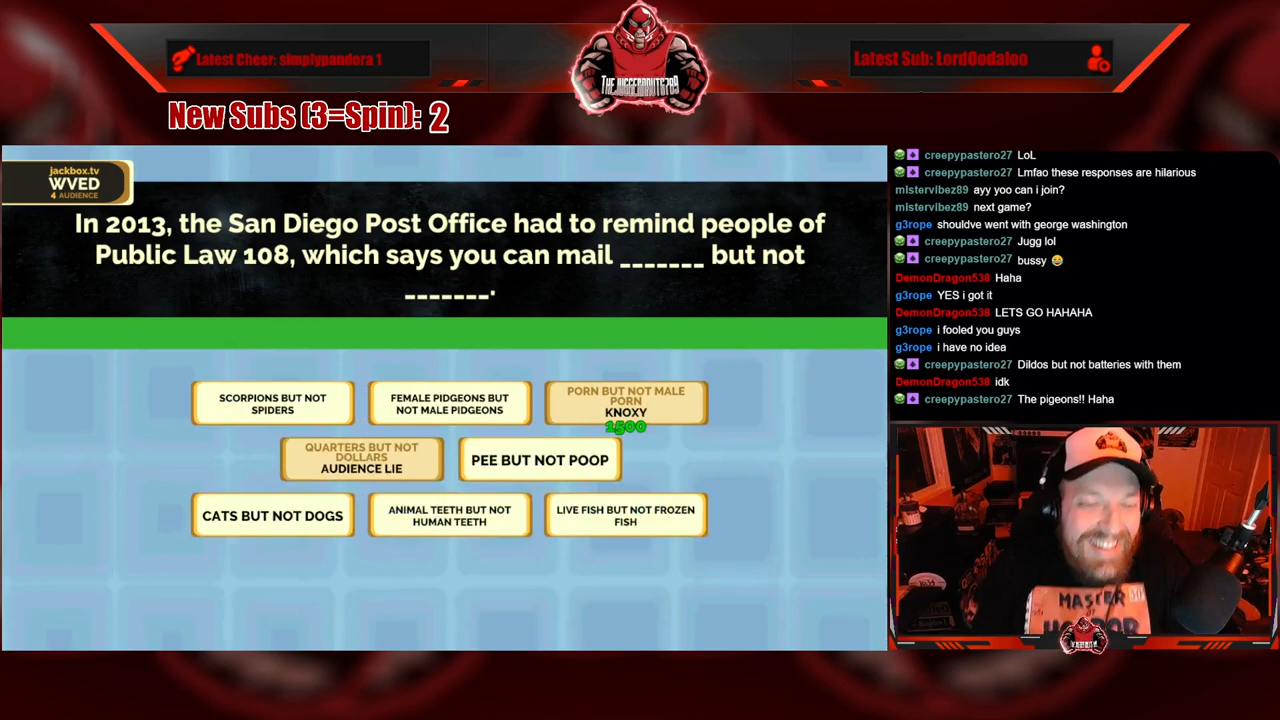 Latest Cheer: simplypandora 1
THEJUGGERNAUT6789
Latest Sub: LordOodaloo
New Subs (3=Spin): 2
jackbox.tv
WVED
4 AUDIENCE
In 2013, the San Diego Post Office had to remind people of
Public Law 108, which says you can mail _______ but not
_______.
SCORPIONS BUT NOT
SPIDERS
FEMALE PIDGEONS BUT
NOT MALE PIDGEONS
PORN BUT NOT MALE
PORN
KNOXY
1500
QUARTERS BUT NOT
DOLLARS
AUDIENCE LIE
PEE BUT NOT POOP
CATS BUT NOT DOGS
ANIMAL TEETH BUT NOT
HUMAN TEETH
LIVE FISH BUT NOT FROZEN
FISH
creepypastero27 LoL
creepypastero27 Lmfao these responses are hilarious
mistervibez89 ayy yoo can i join?
mistervibez89 next game?
g3rope shouldve went with george washington
creepypastero27 Jugg lol
creepypastero27 bussy 😂
DemonDragon538 Haha
g3rope YES i got it
DemonDragon538 LETS GO HAHAHA
g3rope i fooled you guys
g3rope i have no idea
creepypastero27 Dildos but not batteries with them
DemonDragon538 idk
creepypastero27 The pigeons!! Haha
MASTER
HORROR